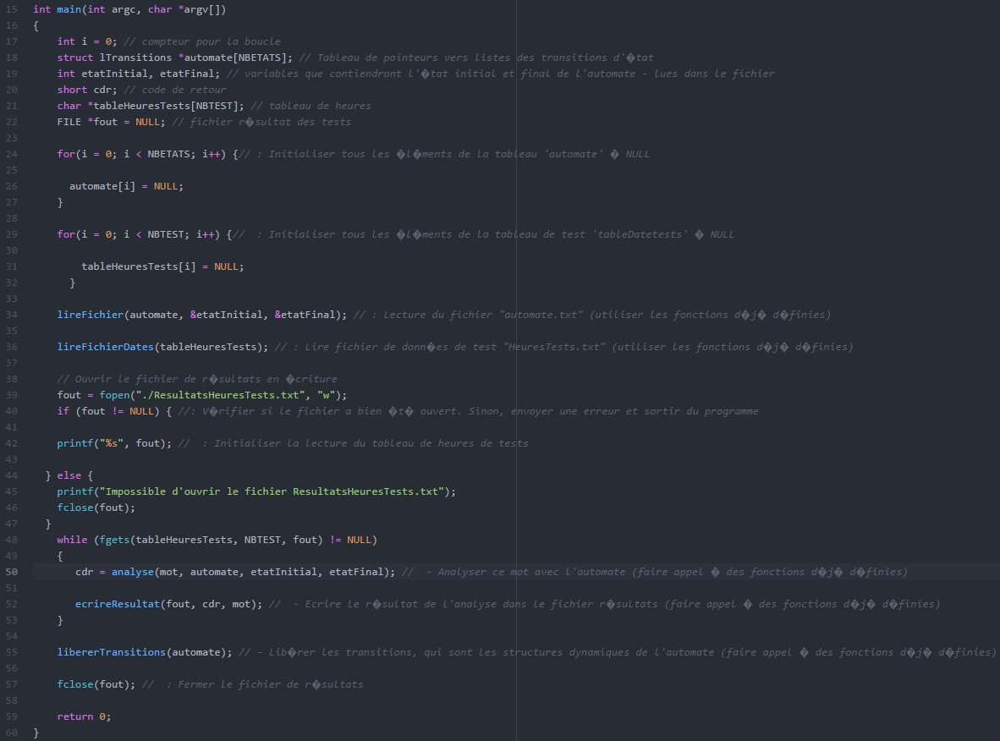 15 int main(int argc, char *argv[])
16 {
17 int i = 0; // compteur pour la boucle
18 struct lTransitions *automate[NBETATS]; // Tableau de pointeurs vers listes des transitions d'�tat
19 int etatInitial, etatFinal; // variables que contiendront l'�tat initial et final de l'automate - lues dans le fichier
20 short cdr; // code de retour
21 char *tableHeuresTests[NBTEST]; // tableau de heures
22 FILE *fout = NULL; // fichier r�sultat des tests
23
24 for(i = 0; i < NBETATS; i++) {// : Initialiser tous les �l�ments de la tableau 'automate' � NULL
25
26 automate[i] = NULL;
27 }
28
29 for(i = 0; i < NBTEST; i++) {//  : Initialiser tous les �l�ments de la tableau de test 'tableDatetests' � NULL
30
31 tableHeuresTests[i] = NULL;
32 }
33
34 lireFichier(automate, &etatInitial, &etatFinal); // : Lecture du fichier "automate.txt" (utiliser les fonctions d�j� d�finies)
35
36 lireFichierDates(tableHeuresTests); // : Lire fichier de donn�es de test "HeuresTests.txt" (utiliser les fonctions d�j� d�finies)
37
38 // Ouvrir le fichier de r�sultats en �criture
39 fout = fopen("./ResultatsHeuresTests.txt", "w");
40 if (fout != NULL) { //: V�rifier si le fichier a bien �t� ouvert. Sinon, envoyer une erreur et sortir du programme
41
42 printf("%s", fout); //  : Initialiser la lecture du tableau de heures de tests
43
44 } else {
45 printf("Impossible d'ouvrir le fichier ResultatsHeuresTests.txt");
46 fclose(fout);
47 }
48 while (fgets(tableHeuresTests, NBTEST, fout) != NULL)
49 {
50 cdr = analyse(mot, automate, etatInitial, etatFinal); //  - Analyser ce mot avec l'automate (faire appel � des fonctions d�j� d�finies)
51
52 ecrireResultat(fout, cdr, mot); //  - Ecrire le r�sultat de l'analyse dans le fichier r�sultats (faire appel � des fonctions d�j� d�finies)
53 }
54
55 libererTransitions(automate); // - Lib�rer les transitions, qui sont les structures dynamiques de l'automate (faire appel � des fonctions d�j� d�finies)
56
57 fclose(fout); //  : Fermer le fichier de r�sultats
58
59 return 0;
60 }